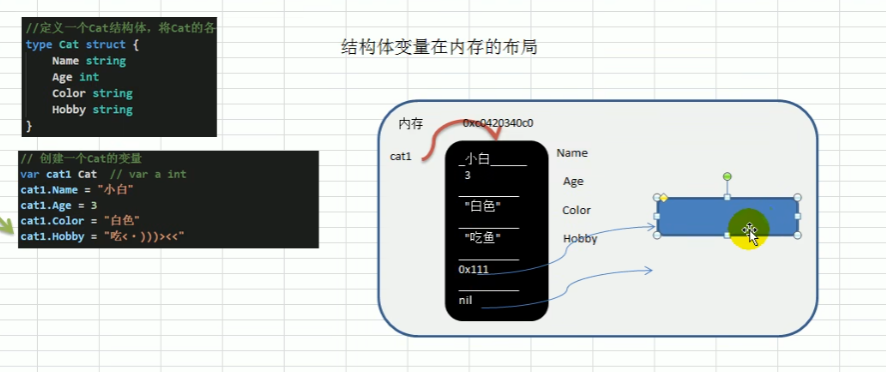 //定义一个Cat结构体，将Cat的各
type Cat struct {
Name string
Age int
Color string
Hobby string
}
结构体变量在内存的布局
// 创建一个Cat的变量
var cat1 Cat  // var a int
cat1.Name = "小白"
cat1.Age = 3
cat1.Color = "白色"
cat1.Hobby = "吃<・)))><<"
内存
0xc0420340c0
cat1
_小白______
Name
3
Age
"白色"
Color
"吃鱼"
Hobby
0x111
nil